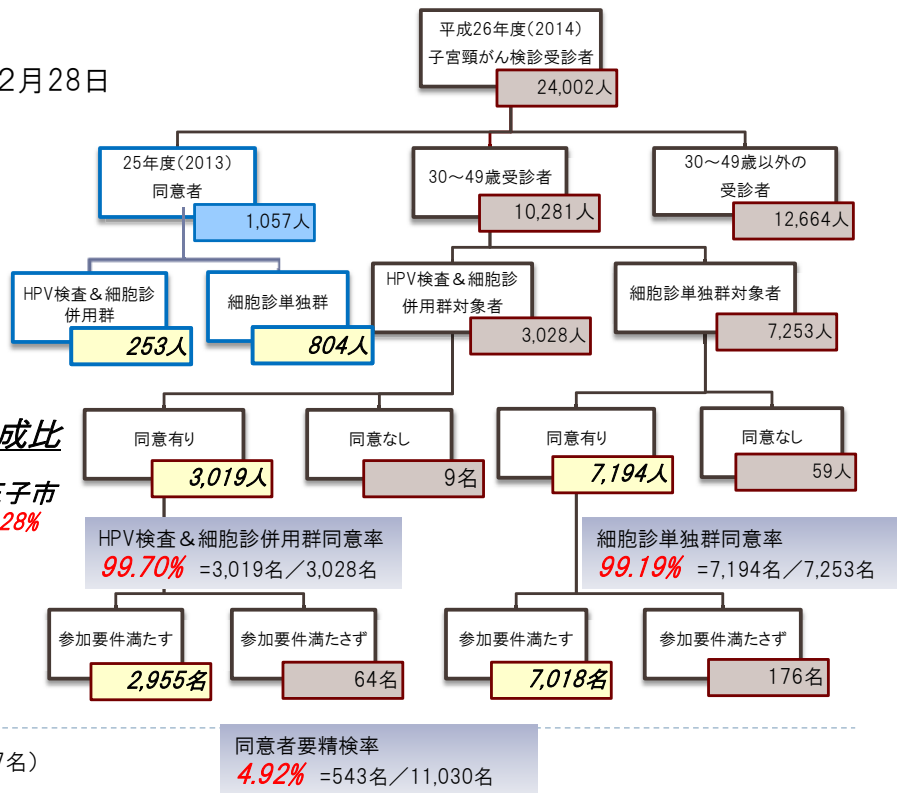 平成26年度(2014)
子宮頸がん検診受診者
24,002人
2月28日
25年度(2013)
同意者
1,057人
30～49歳受診者
10,281人
30～49歳以外の
受診者
12,664人
HPV検査＆細胞診
併用群
253人
細胞診単独群
804人
HPV検査＆細胞診
併用群対象者
3,028人
細胞診単独群対象者
7,253人
成比
王子市
28%
同意有り
3,019人
同意なし
9名
同意有り
7,194人
同意なし
59人
HPV検査＆細胞診併用群同意率
99.70% =3,019名／3,028名
細胞診単独群同意率
99.19% =7,194名／7,253名
参加要件満たす
2,955名
参加要件満たさず
64名
参加要件満たす
7,018名
参加要件満たさず
176名
7名）
同意者要精検率
4.92% =543名／11,030名